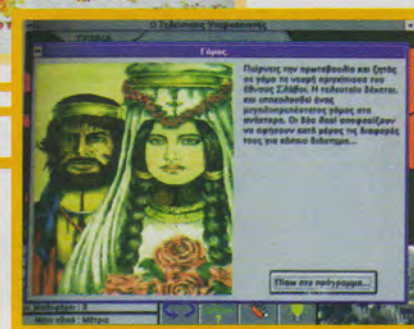 Ο Τελευταίος Υπερασπιστής
Γάμος
Παίρνεις την πρωτοβουλία και ζητάς
σε γάμο τη νεαρή πριγκίπισσα του
έθνους Σλάβοι. Η τελευταία δέχεται,
και επακολουθεί ένας
μεγαλοπρεπέστατος γάμος στο
ανάκτορο. Οι δύο λαοί αποφασίζουν
να αφήσουν κατά μέρος τις διαφορές
τους για κάποιο διάστημα...
Πίσω στο πρόγραμμα...
: Μέτρια